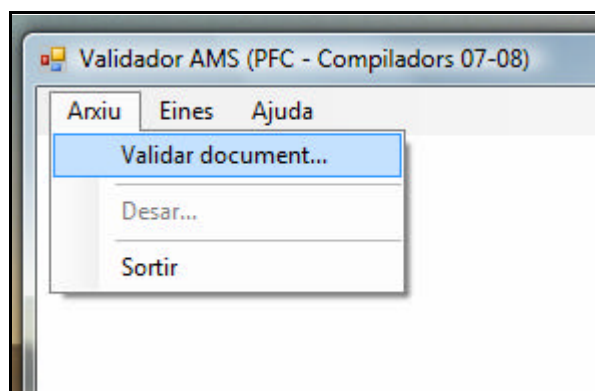 Validador AMS (PFC - Compiladors 07-08)
Arxiu Eines Ajuda
Validar document...
Desar...
Sortir